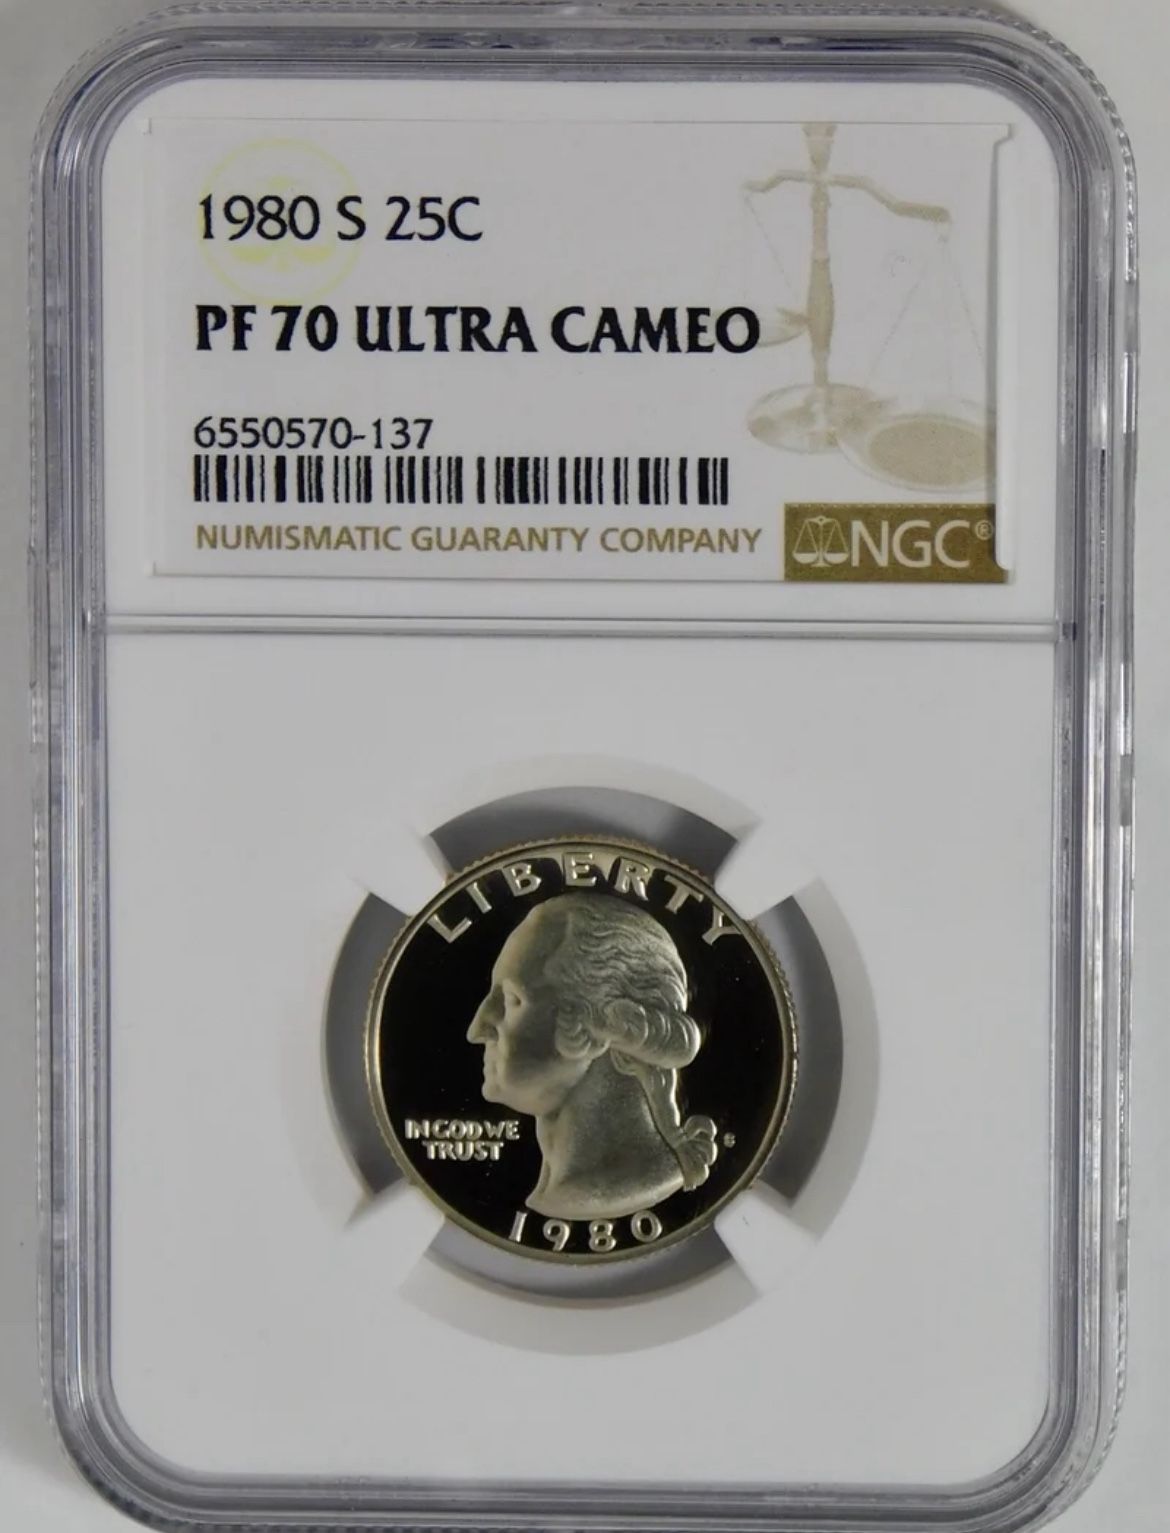 1980 S 25C
PF 70 ULTRA CAMEO
6550570-137
NUMISMATIC GUARANTY COMPANY
NGC®
LIBERTY
IN GOD WE
TRUST
S
1980